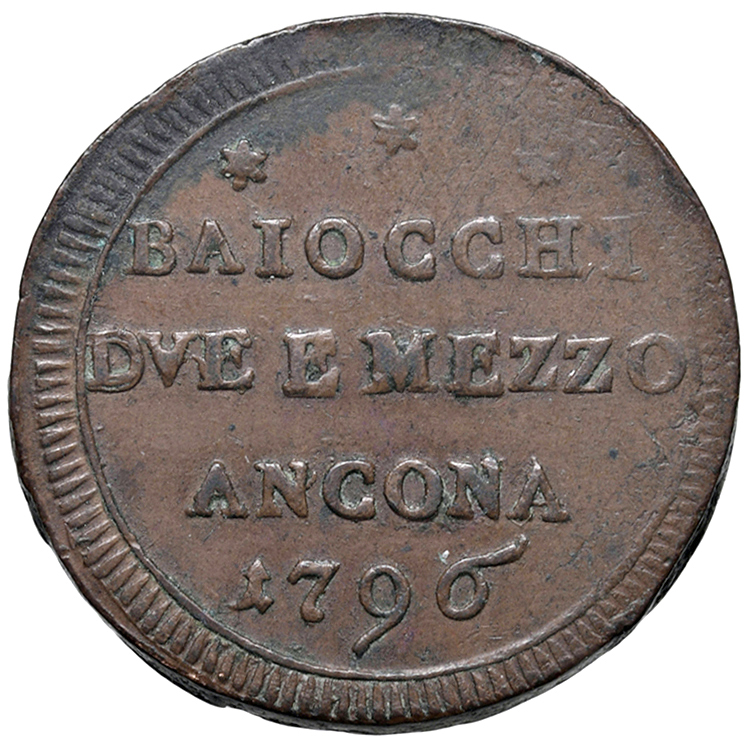 BAIOCCHI
DVE E MEZZO
ANCONA
1796